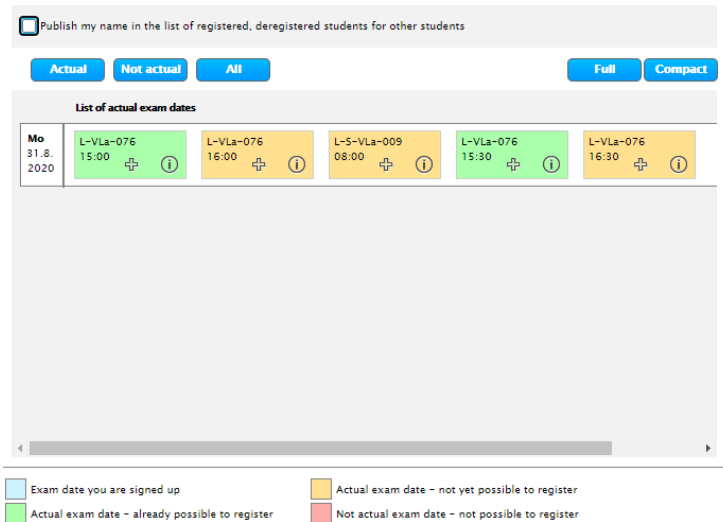 Publish my name in the list of registered, deregistered students for other students
Actual Not actual All Full Compact
List of actual exam dates
Mo
31.8.
2020
L-VLa-076
15:00
L-VLa-076
16:00
L-S-VLa-009
08:00
L-VLa-076
15:30
L-VLa-076
16:30
Exam date you are signed up
Actual exam date - not yet possible to register
Actual exam date - already possible to register
Not actual exam date - not possible to register